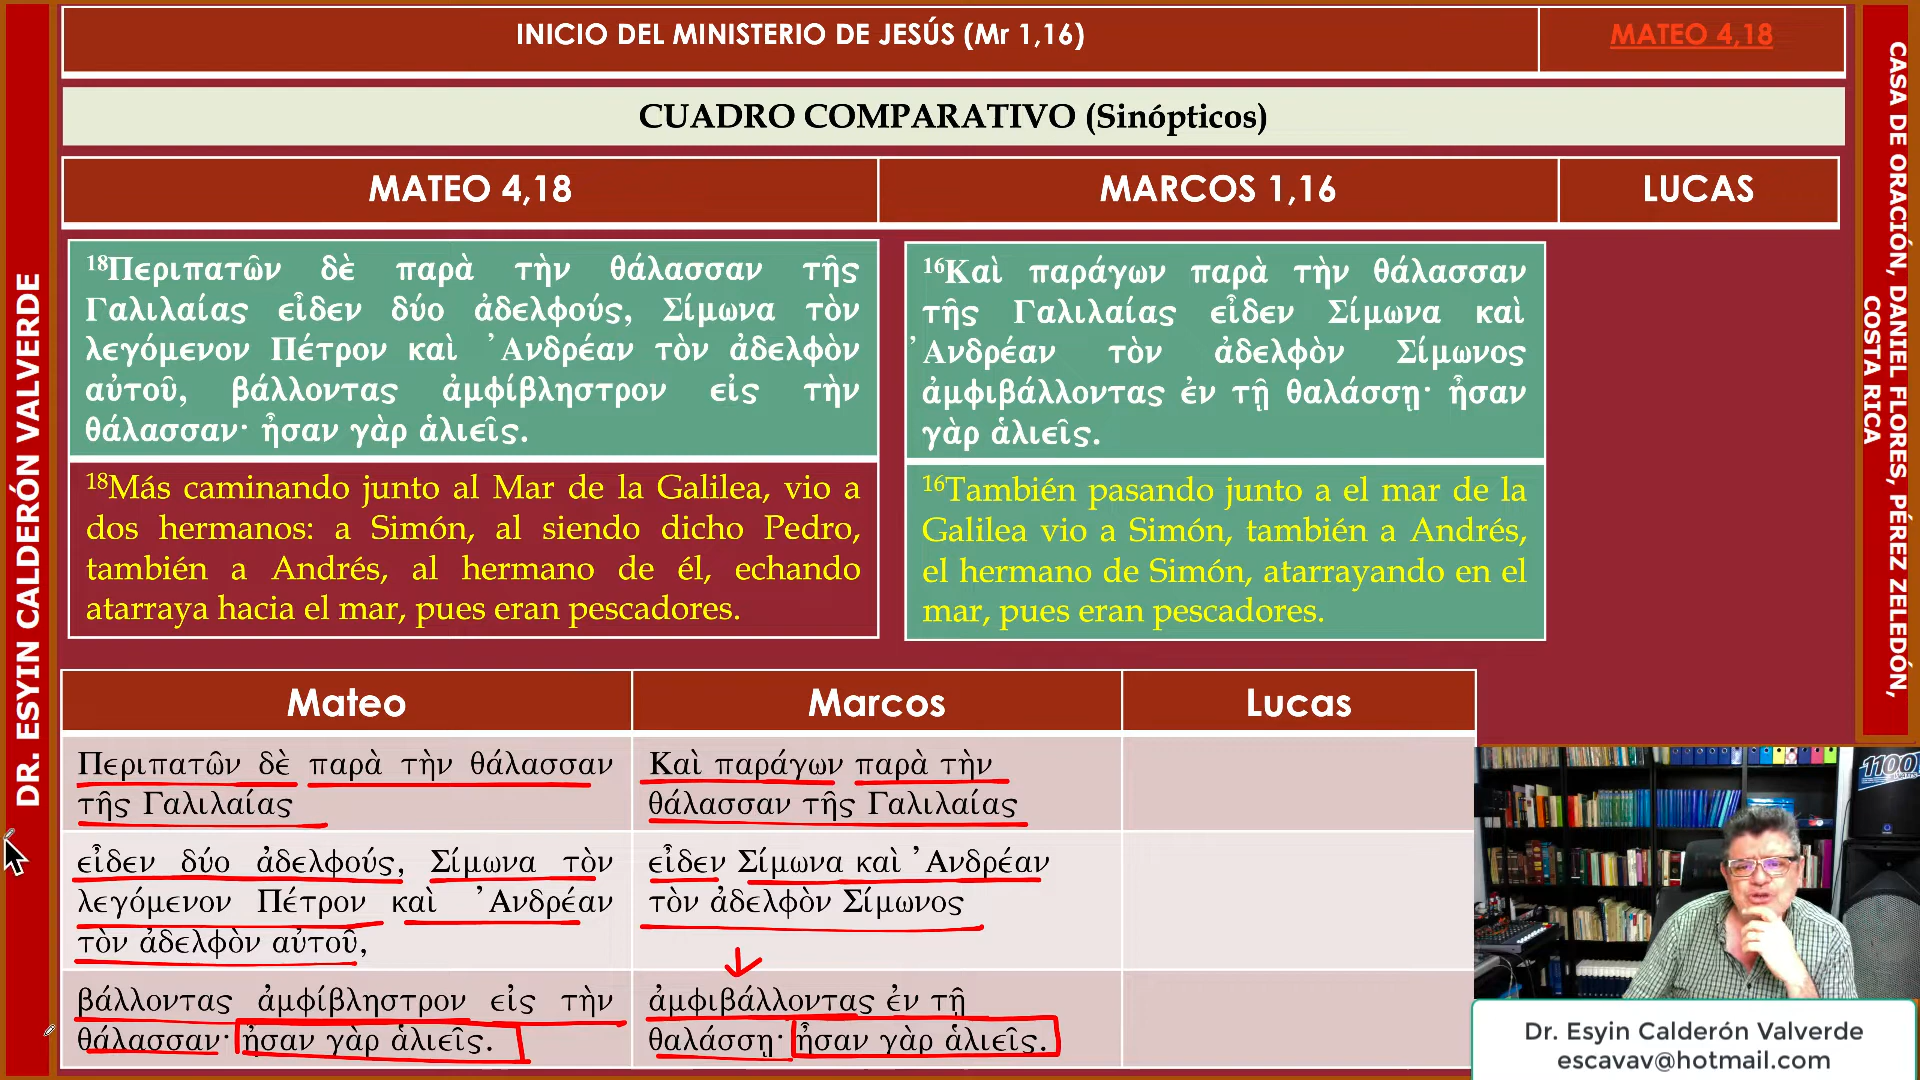 INICIO DEL MINISTERIO DE JESÚS (Mr 1,16)
MATEO 4,18
CUADRO COMPARATIVO (Sinópticos)
MATEO 4,18
MARCOS 1,16
LUCAS
¹⁸Περιπατῶν δὲ παρὰ τὴν θάλασσαν τῆς
Γαλιλαίας εἶδεν δύο ἀδελφούς, Σίμωνα τὸν
λεγόμενον Πέτρον καὶ ᾿Ανδρέαν τὸν ἀδελφὸν
αὐτοῦ, βάλλοντας ἀμφίβληστρον εἰς τὴν
θάλασσαν· ἦσαν γὰρ ἁλιεῖς.
¹⁸Más caminando junto al Mar de la Galilea, vio a
dos hermanos: a Simón, al siendo dicho Pedro,
también a Andrés, al hermano de él, echando
atarraya hacia el mar, pues eran pescadores.
¹⁶Καὶ παράγων παρὰ τὴν θάλασσαν
τῆς Γαλιλαίας εἶδεν Σίμωνα καὶ
᾿Ανδρέαν τὸν ἀδελφὸν Σίμωνος
ἀμφιβάλλοντας ἐν τῇ θαλάσσῃ· ἦσαν
γὰρ ἁλιεῖς.
¹⁶También pasando junto a el mar de la
Galilea vio a Simón, también a Andrés,
el hermano de Simón, atarrayando en el
mar, pues eran pescadores.
Mateo
Marcos
Lucas
Περιπατῶν δὲ παρὰ τὴν θάλασσαν
τῆς Γαλιλαίας
Καὶ παράγων παρὰ τὴν
θάλασσαν τῆς Γαλιλαίας
εἶδεν δύο ἀδελφούς, Σίμωνα τὸν
λεγόμενον Πέτρον καὶ ᾿Ανδρέαν
τὸν ἀδελφὸν αὐτοῦ,
εἶδεν Σίμωνα καὶ ᾿Ανδρέαν
τὸν ἀδελφὸν Σίμωνος
βάλλοντας ἀμφίβληστρον εἰς τὴν
θάλασσαν· ἦσαν γὰρ ἁλιεῖς.
ἀμφιβάλλοντας ἐν τῇ
θαλάσσῃ· ἦσαν γὰρ ἁλιεῖς.
DR. ESYIN CALDERÓN VALVERDE
CASA DE ORACIÓN, DANIEL FLORES, PÉREZ ZELEDÓN,
COSTA RICA
1100
Dr. Esyin Calderón Valverde
escavav@hotmail.com